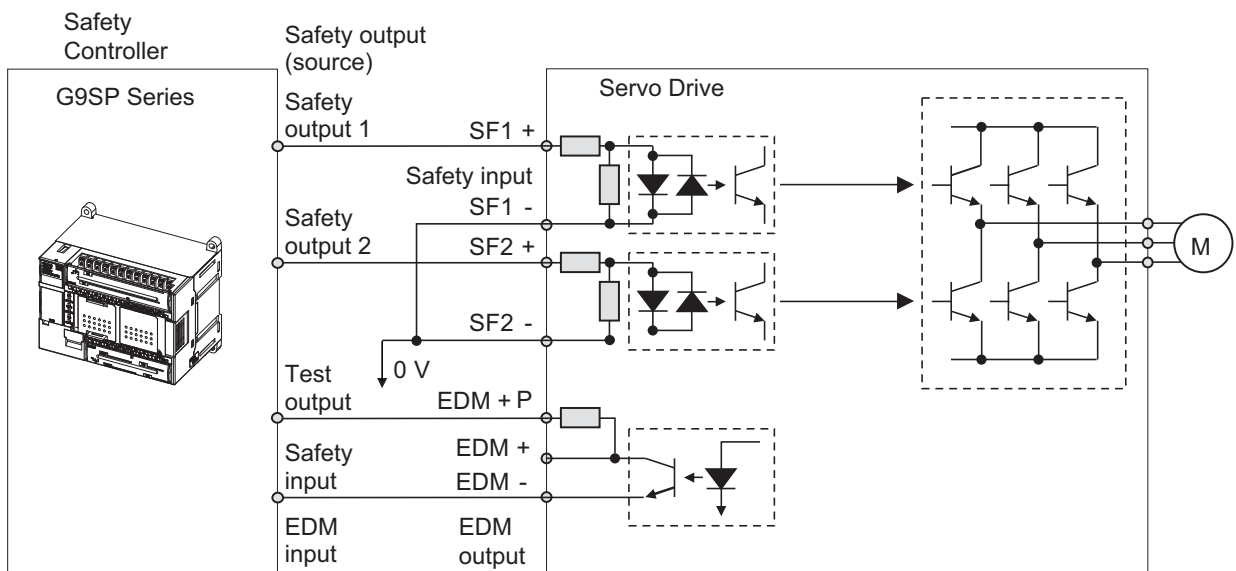 Safety
Controller
Safety output
(source)
G9SP Series
Servo Drive
Safety
output 1
SF1 +
Safety input
SF1 -
Safety
output 2
SF2 +
SF2 -
0 V
Test
output
EDM + P
EDM +
Safety
input
EDM -
EDM
input
EDM
output
M